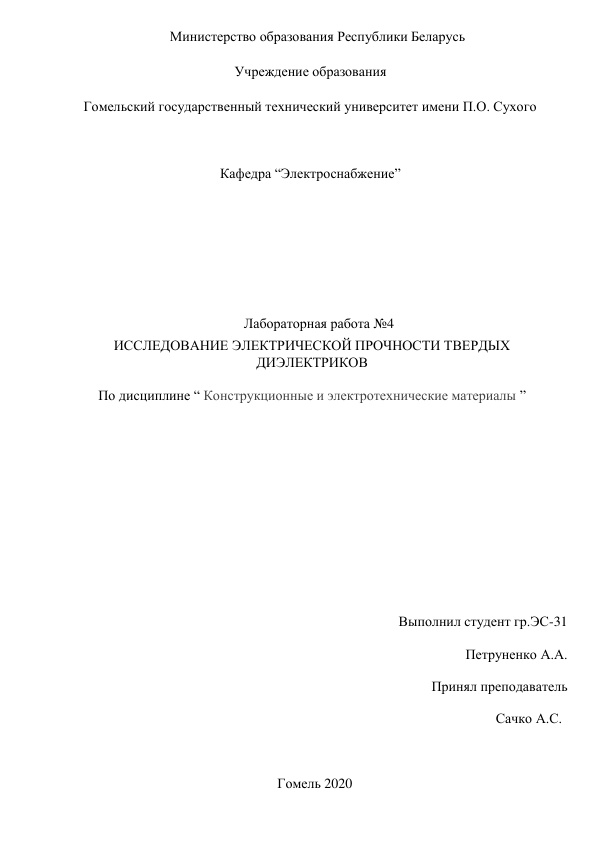 Министерство образования Республики Беларусь
Учреждение образования
Гомельский государственный технический университет имени П.О. Сухого
Кафедра “Электроснабжение”
Лабораторная работа №4
ИССЛЕДОВАНИЕ ЭЛЕКТРИЧЕСКОЙ ПРОЧНОСТИ ТВЕРДЫХ
ДИЭЛЕКТРИКОВ
По дисциплине “ Конструкционные и электротехнические материалы ”
Выполнил студент гр.ЭС-31
Петруненко А.А.
Принял преподаватель
Сачко А.С.
Гомель 2020